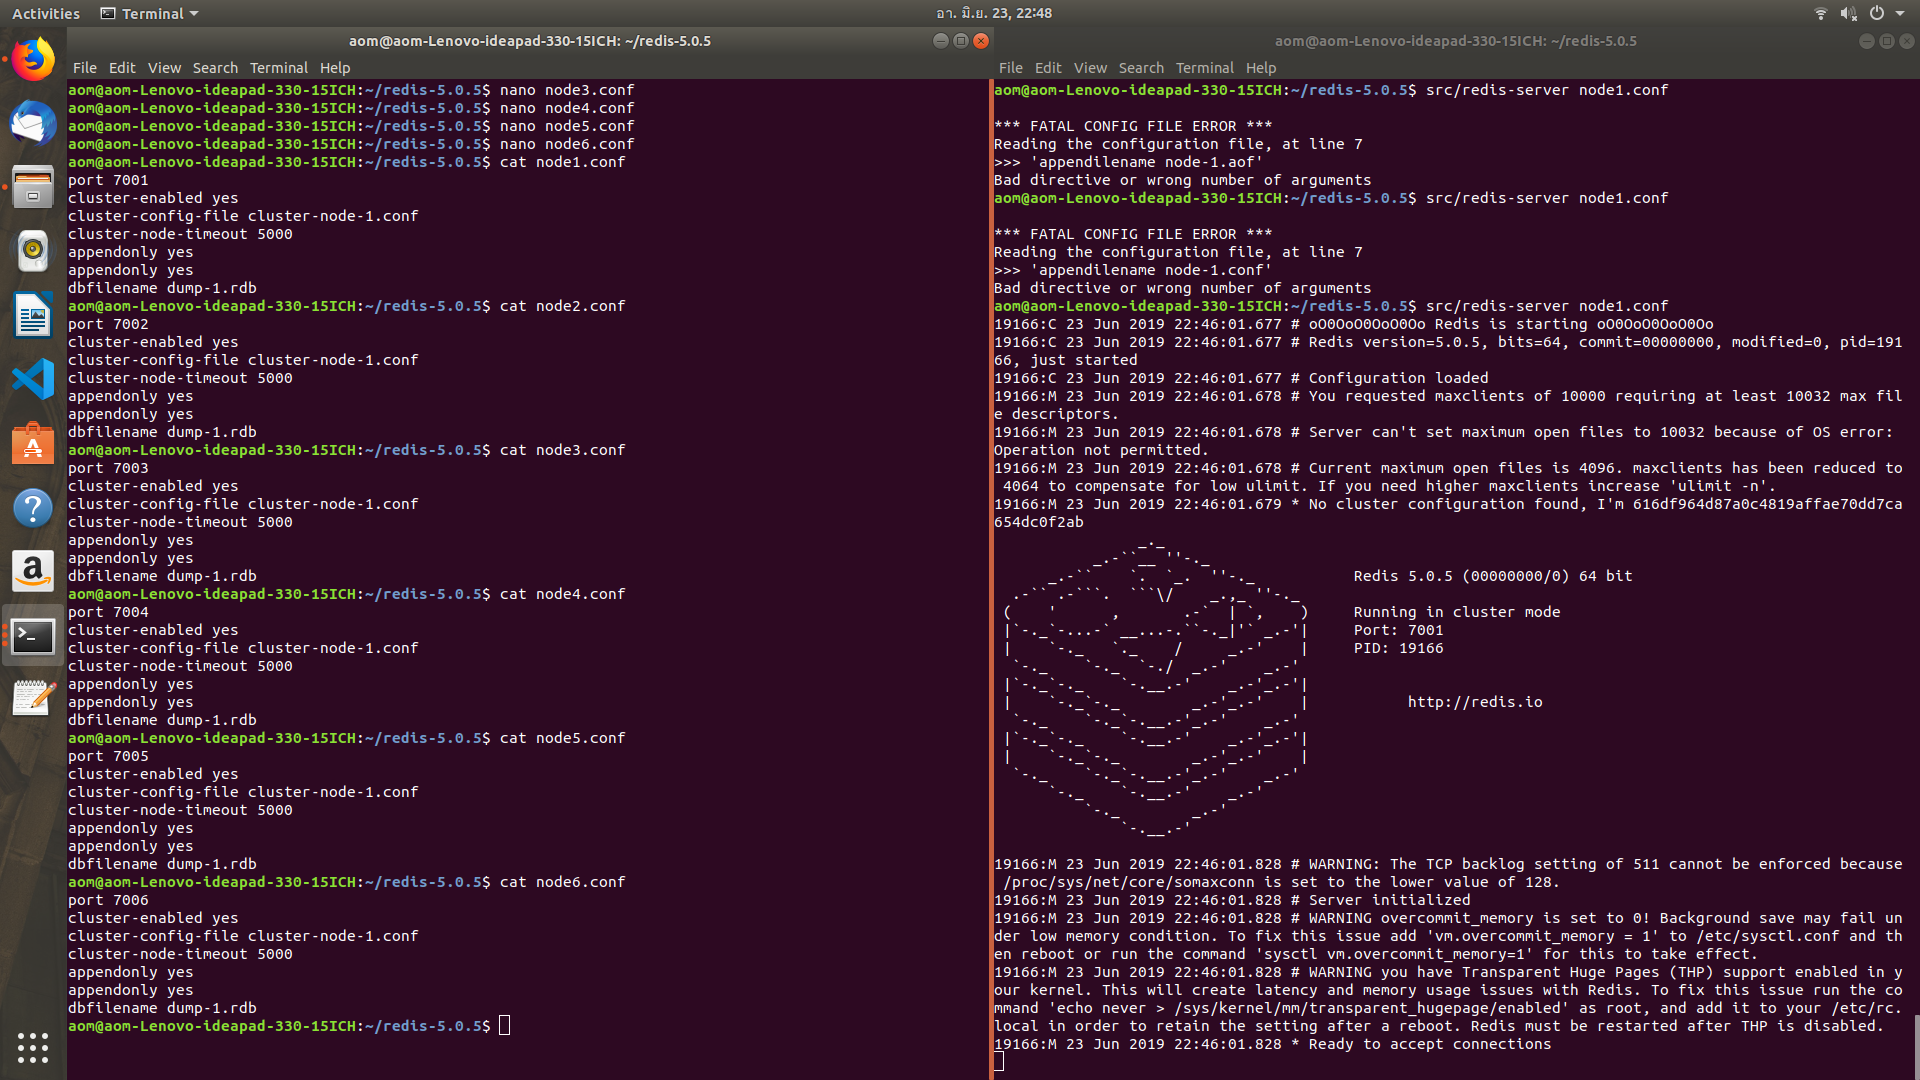 Activities
Terminal
อา. มิ.ย. 23, 22:48
aom@aom-Lenovo-ideapad-330-15ICH: ~/redis-5.0.5
File Edit View Search Terminal Help
aom@aom-Lenovo-ideapad-330-15ICH:~/redis-5.0.5$ nano node3.conf
aom@aom-Lenovo-ideapad-330-15ICH:~/redis-5.0.5$ nano node4.conf
aom@aom-Lenovo-ideapad-330-15ICH:~/redis-5.0.5$ nano node5.conf
aom@aom-Lenovo-ideapad-330-15ICH:~/redis-5.0.5$ nano node6.conf
aom@aom-Lenovo-ideapad-330-15ICH:~/redis-5.0.5$ cat node1.conf
port 7001
cluster-enabled yes
cluster-config-file cluster-node-1.conf
cluster-node-timeout 5000
appendonly yes
appendonly yes
dbfilename dump-1.rdb
aom@aom-Lenovo-ideapad-330-15ICH:~/redis-5.0.5$ cat node2.conf
port 7002
cluster-enabled yes
cluster-config-file cluster-node-1.conf
cluster-node-timeout 5000
appendonly yes
appendonly yes
dbfilename dump-1.rdb
aom@aom-Lenovo-ideapad-330-15ICH:~/redis-5.0.5$ cat node3.conf
port 7003
cluster-enabled yes
cluster-config-file cluster-node-1.conf
cluster-node-timeout 5000
appendonly yes
appendonly yes
dbfilename dump-1.rdb
aom@aom-Lenovo-ideapad-330-15ICH:~/redis-5.0.5$ cat node4.conf
port 7004
cluster-enabled yes
cluster-config-file cluster-node-1.conf
cluster-node-timeout 5000
appendonly yes
appendonly yes
dbfilename dump-1.rdb
aom@aom-Lenovo-ideapad-330-15ICH:~/redis-5.0.5$ cat node5.conf
port 7005
cluster-enabled yes
cluster-config-file cluster-node-1.conf
cluster-node-timeout 5000
appendonly yes
appendonly yes
dbfilename dump-1.rdb
aom@aom-Lenovo-ideapad-330-15ICH:~/redis-5.0.5$ cat node6.conf
port 7006
cluster-enabled yes
cluster-config-file cluster-node-1.conf
cluster-node-timeout 5000
appendonly yes
appendonly yes
dbfilename dump-1.rdb
aom@aom-Lenovo-ideapad-330-15ICH:~/redis-5.0.5$
aom@aom-Lenovo-ideapad-330-15ICH: ~/redis-5.0.5
File Edit View Search Terminal Help
aom@aom-Lenovo-ideapad-330-15ICH:~/redis-5.0.5$ src/redis-server node1.conf
*** FATAL CONFIG FILE ERROR ***
Reading the configuration file, at line 7
>>> 'appendilename node-1.aof'
Bad directive or wrong number of arguments
aom@aom-Lenovo-ideapad-330-15ICH:~/redis-5.0.5$ src/redis-server node1.conf
*** FATAL CONFIG FILE ERROR ***
Reading the configuration file, at line 7
>>> 'appendilename node-1.conf'
Bad directive or wrong number of arguments
aom@aom-Lenovo-ideapad-330-15ICH:~/redis-5.0.5$ src/redis-server node1.conf
19166:C 23 Jun 2019 22:46:01.677 # oO0OoO0OoO0Oo Redis is starting oO0OoO0OoO0Oo
19166:C 23 Jun 2019 22:46:01.677 # Redis version=5.0.5, bits=64, commit=00000000, modified=0, pid=191
66, just started
19166:C 23 Jun 2019 22:46:01.677 # Configuration loaded
19166:M 23 Jun 2019 22:46:01.678 # You requested maxclients of 10000 requiring at least 10032 max fil
e descriptors.
19166:M 23 Jun 2019 22:46:01.678 # Server can't set maximum open files to 10032 because of OS error:
Operation not permitted.
19166:M 23 Jun 2019 22:46:01.678 # Current maximum open files is 4096. maxclients has been reduced to
 4064 to compensate for low ulimit. If you need higher maxclients increase 'ulimit -n'.
19166:M 23 Jun 2019 22:46:01.679 * No cluster configuration found, I'm 616df964d87a0c4819affae70dd7ca
654dc0f2ab
Redis 5.0.5 (00000000/0) 64 bit
Running in cluster mode
Port: 7001
PID: 19166
http://redis.io
19166:M 23 Jun 2019 22:46:01.828 # WARNING: The TCP backlog setting of 511 cannot be enforced because
 /proc/sys/net/core/somaxconn is set to the lower value of 128.
19166:M 23 Jun 2019 22:46:01.828 # Server initialized
19166:M 23 Jun 2019 22:46:01.828 # WARNING overcommit_memory is set to 0! Background save may fail un
der low memory condition. To fix this issue add 'vm.overcommit_memory = 1' to /etc/sysctl.conf and th
en reboot or run the command 'sysctl vm.overcommit_memory=1' for this to take effect.
19166:M 23 Jun 2019 22:46:01.828 # WARNING you have Transparent Huge Pages (THP) support enabled in y
our kernel. This will create latency and memory usage issues with Redis. To fix this issue run the co
mmand 'echo never > /sys/kernel/mm/transparent_hugepage/enabled' as root, and add it to your /etc/rc.
local in order to retain the setting after a reboot. Redis must be restarted after THP is disabled.
19166:M 23 Jun 2019 22:46:01.828 * Ready to accept connections